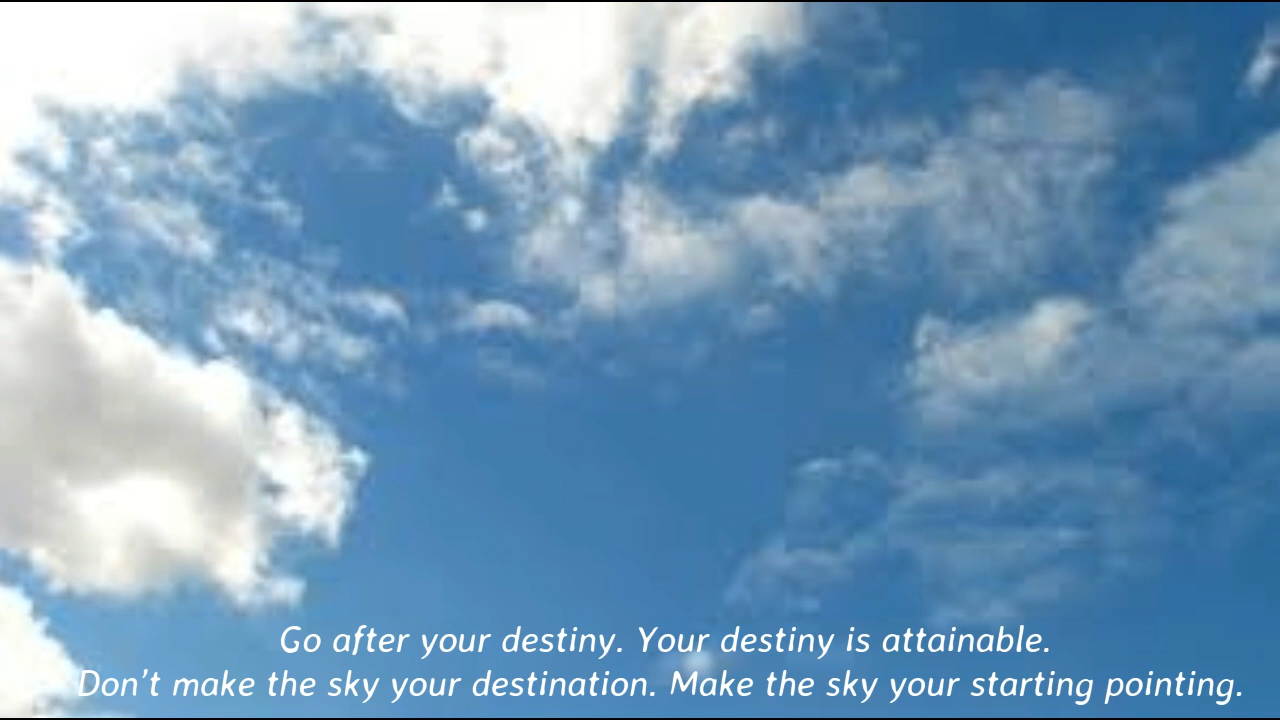 Go after your destiny. Your destiny is attainable.
Don't make the sky your destination. Make the sky your starting pointing.